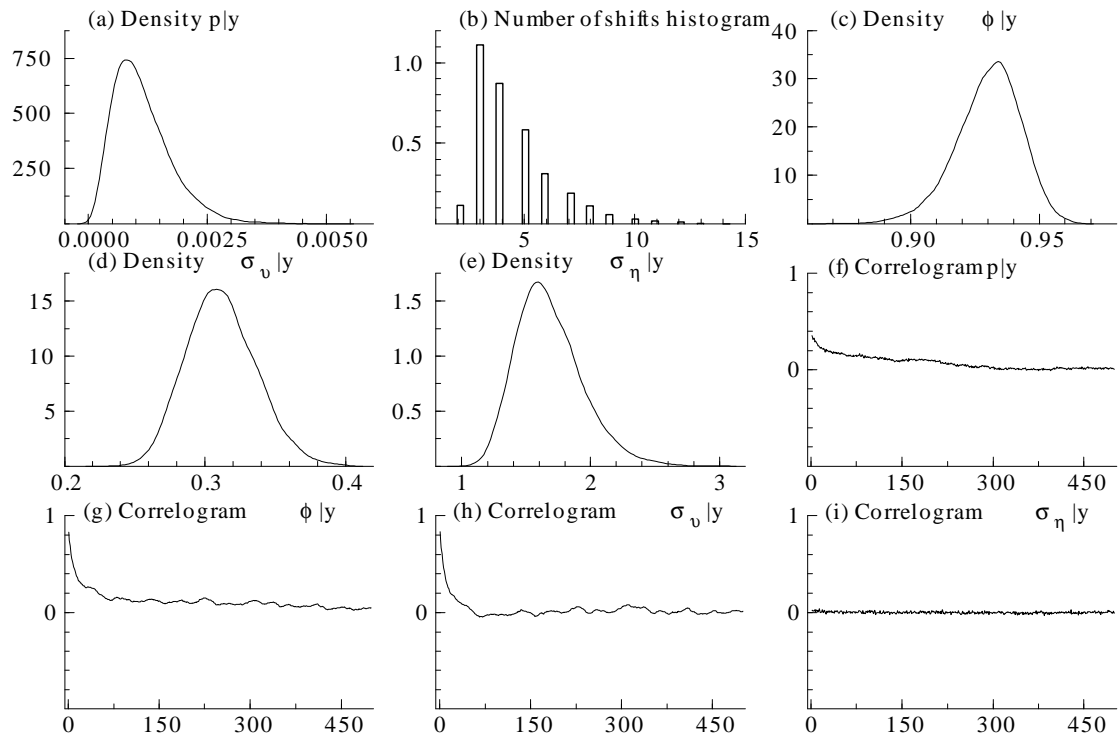 (a) Density p|y
750
500
250
0.0000 0.0025 0.0050
(b) Number of shifts histogram
1.0
0.5
5 10 15
(c) Density ϕ|y
40
30
20
10
0
0.90 0.95
(d) Density σ_υ|y
15
10
5
0.2 0.3 0.4
(e) Density σ_η|y
1.5
1.0
0.5
1 2 3
(f) Correlogram p|y
1
0
0 150 300 450
(g) Correlogram ϕ|y
1
0
0 150 300 450
(h) Correlogram σ_υ|y
1
0
0 150 300 450
(i) Correlogram σ_η|y
1
0
0 150 300 450